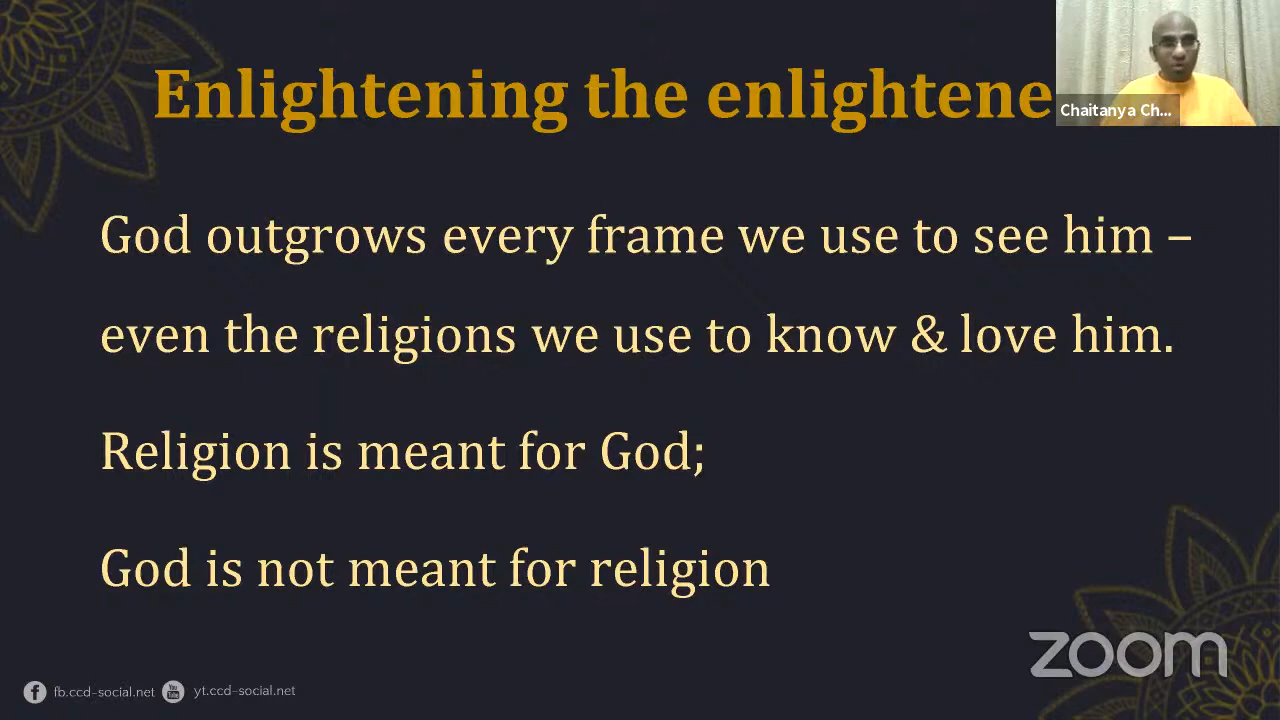 Enlightening the enlightene
Chaitanya Ch...
God outgrows every frame we use to see him –
even the religions we use to know & love him.
Religion is meant for God;
God is not meant for religion
zoom
fb.ccd-social.net yt.ccd-social.net